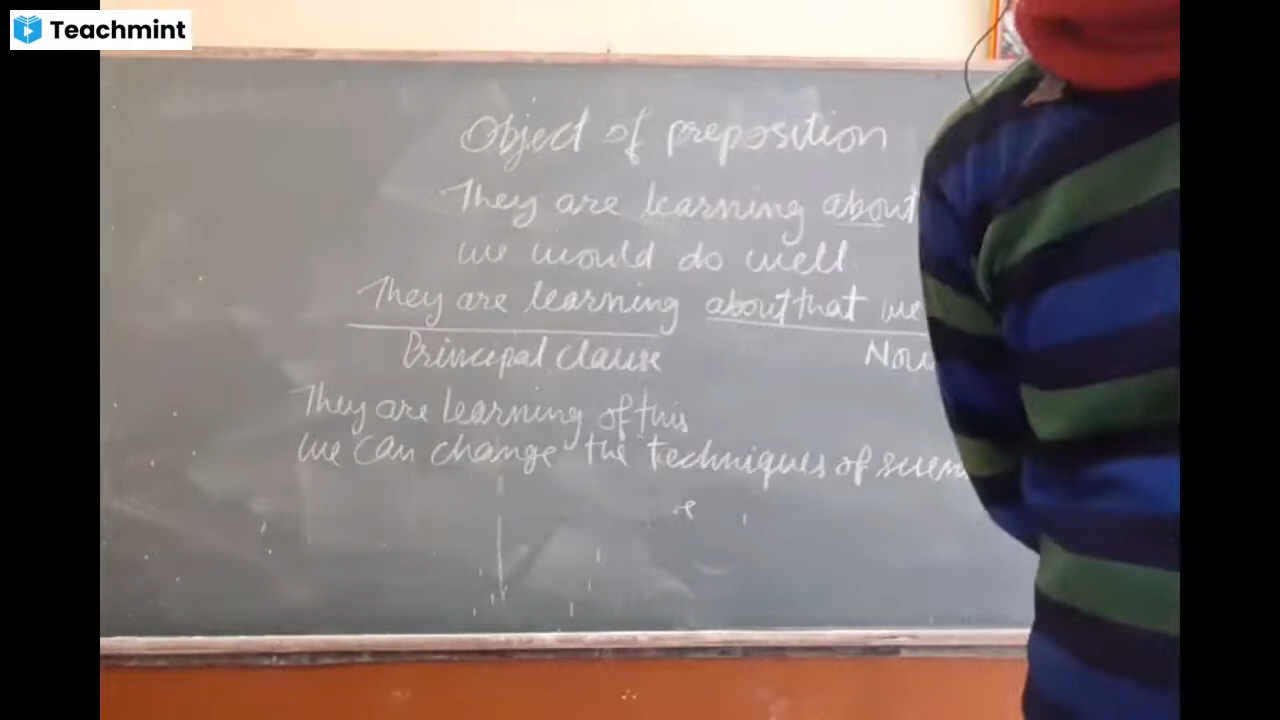 Teachmint
Object of preposition
They are learning about
we would do well
They are learning about that we
Principal clause
They are learning of this
we can change the techniques of